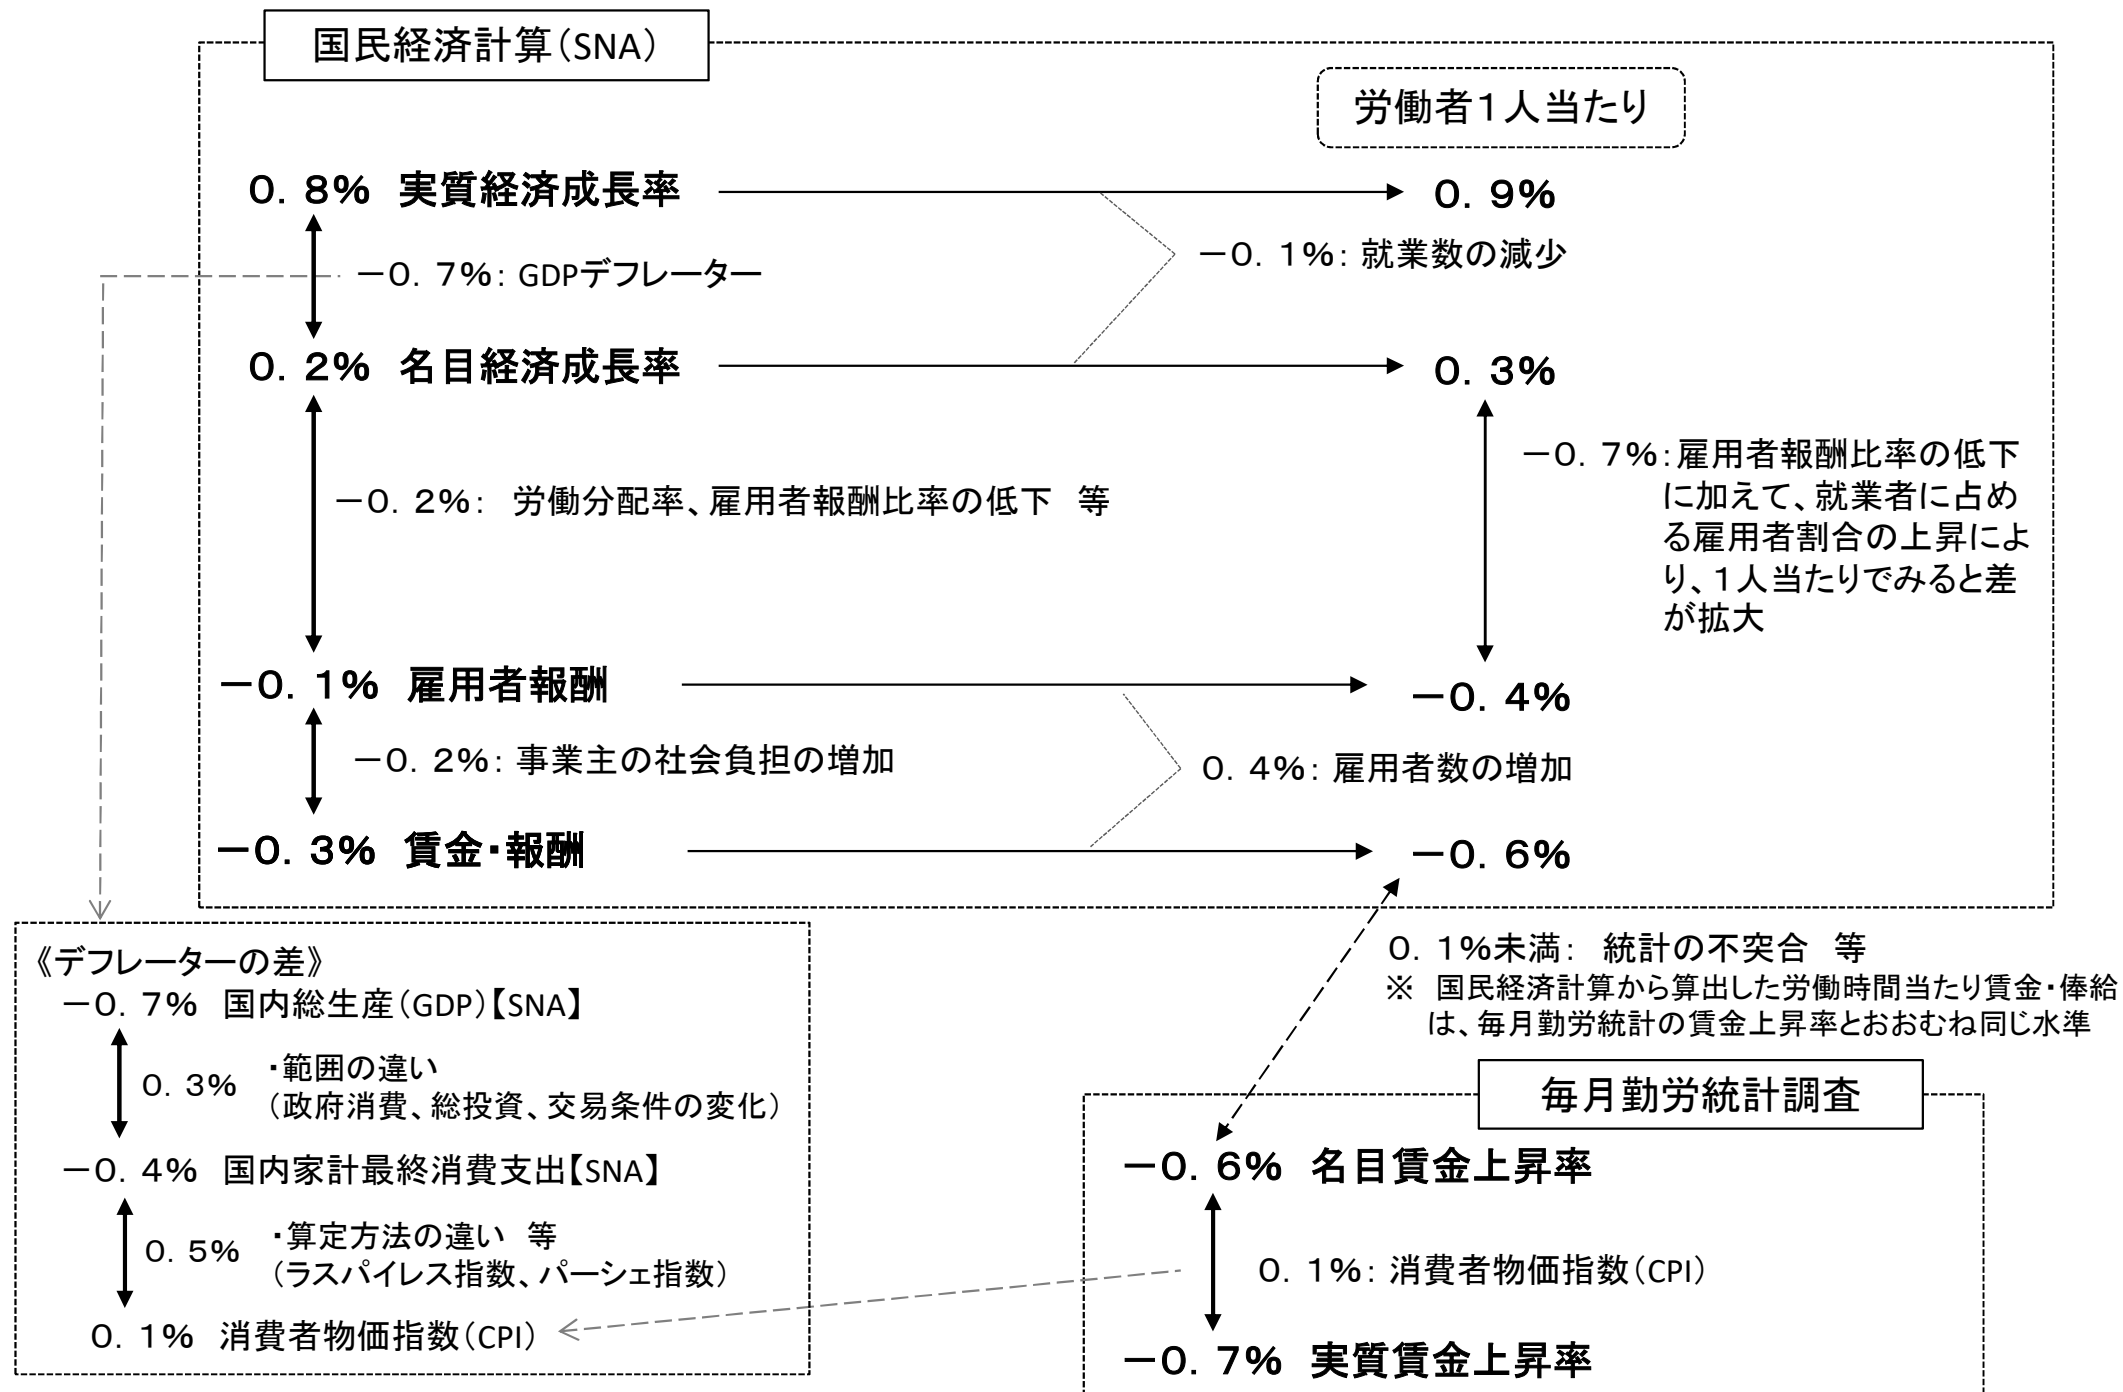 国民経済計算（SNA）
労働者１人当たり
０．８％ 実質経済成長率
０．９％
－０．１％：就業数の減少
－０．７％：GDPデフレーター
０．２％ 名目経済成長率
０．３％
－０．７％：雇用者報酬比率の低下
に加えて、就業者に占め
る雇用者割合の上昇によ
り、１人当たりでみると差
が拡大
－０．２％： 労働分配率、雇用者報酬比率の低下 等
－０．１％ 雇用者報酬
－０．４％
－０．２％：事業主の社会負担の増加
０．４％：雇用者数の増加
－０．３％ 賃金・報酬
－０．６％
《デフレーターの差》
－０．７％ 国内総生産（GDP）【SNA】
０．３％ ・範囲の違い
（政府消費、総投資、交易条件の変化）
－０．４％ 国内家計最終消費支出【SNA】
０．５％ ・算定方法の違い 等
（ラスパイレス指数、パーシェ指数）
０．１％ 消費者物価指数（CPI）
０．１％未満： 統計の不突合 等
※ 国民経済計算から算出した労働時間当たり賃金・俸給
は、毎月勤労統計の賃金上昇率とおおむね同じ水準
毎月勤労統計調査
－０．６％ 名目賃金上昇率
０．１％：消費者物価指数（CPI）
－０．７％ 実質賃金上昇率